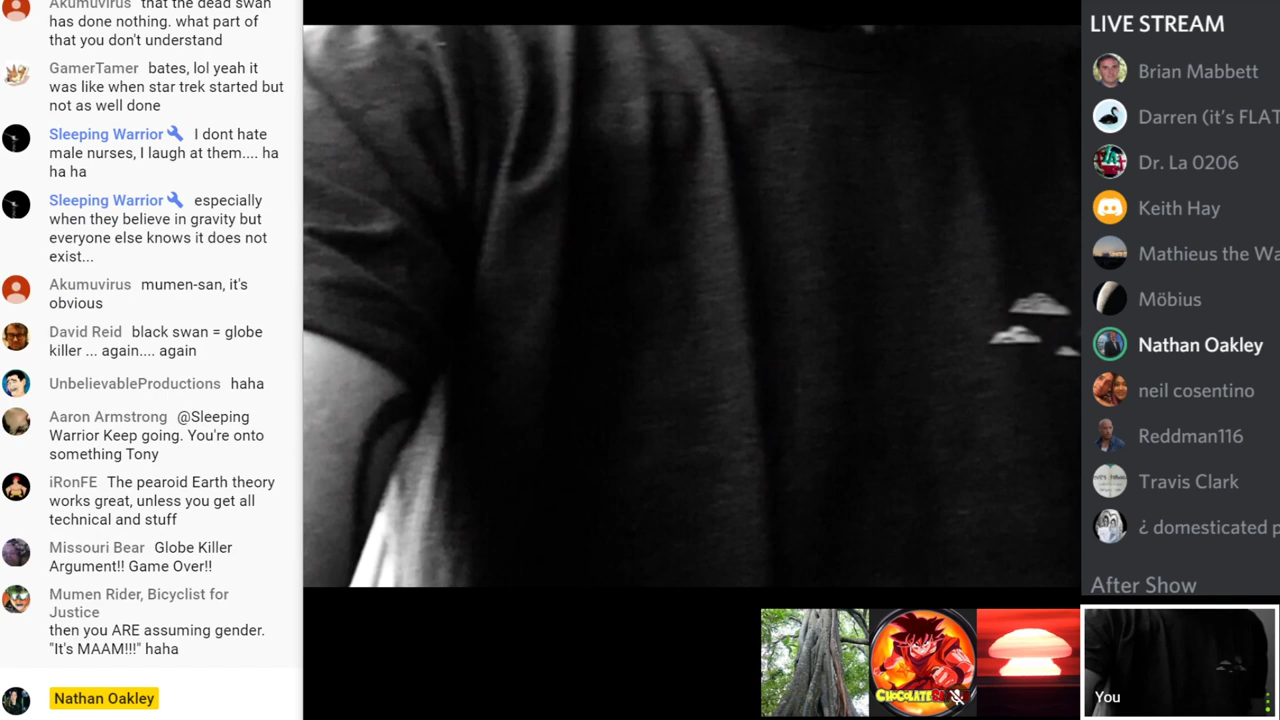 Akumuvirus that the dead swan
has done nothing. what part of
that you don't understand
GamerTamer bates, lol yeah it
was like when star trek started but
not as well done
Sleeping Warrior I dont hate
male nurses, I laugh at them.... ha
ha ha
Sleeping Warrior especially
when they believe in gravity but
everyone else knows it does not
exist...
Akumuvirus mumen-san, it's
obvious
David Reid black swan = globe
killer ... again.... again
UnbelievableProductions haha
Aaron Armstrong @Sleeping
Warrior Keep going. You're onto
something Tony
iRonFE The pearoid Earth theory
works great, unless you get all
technical and stuff
Missouri Bear Globe Killer
Argument!! Game Over!!
Mumen Rider, Bicyclist for
Justice
then you ARE assuming gender.
"It's MAAM!!!" haha
Nathan Oakley
LIVE STREAM
Brian Mabbett
Darren (it's FLAT
Dr. La 0206
Keith Hay
Mathieus the Wa
Möbius
Nathan Oakley
neil cosentino
Reddman116
Travis Clark
¿ domesticated p
After Show
You